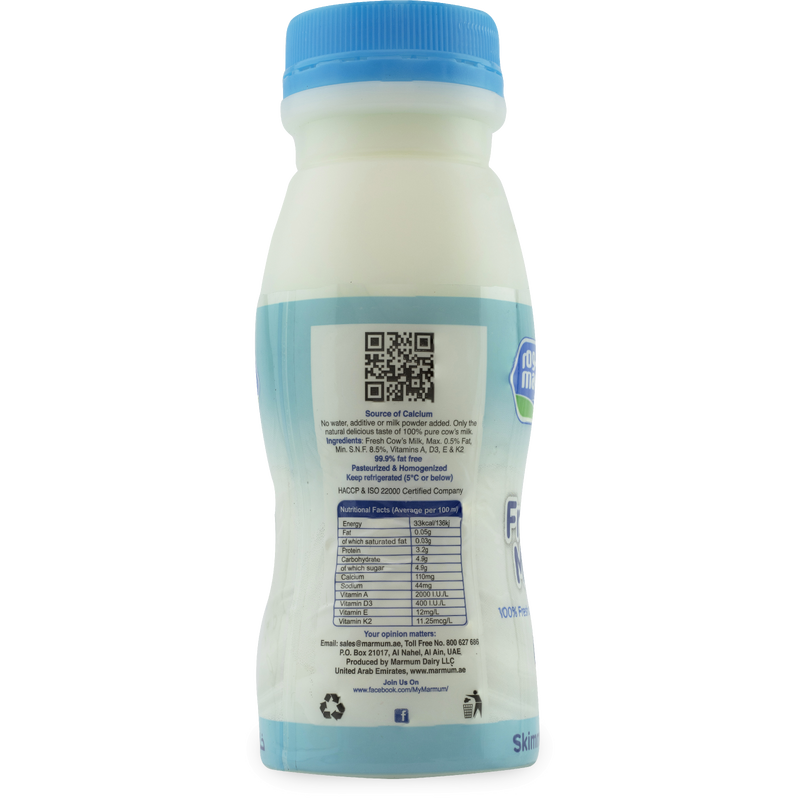 Source of Calcium
No water, additive or milk powder added. Only the
natural delicious taste of 100% pure cow's milk.
Ingredients: Fresh Cow's Milk, Max. 0.5% Fat,
Min. S.N.F. 8.5%, Vitamins A, D3, E & K2
99.9% fat free
Pasteurized & Homogenized
Keep refrigerated (5°C or below)
HACCP & ISO 22000 Certified Company
Nutritional Facts (Average per 100 ml)
Energy 33kcal/136kj
Fat 0.05g
of which saturated fat 0.03g
Protein 3.2g
Carbohydrate 4.9g
of which sugar 4.9g
Calcium 110mg
Sodium 44mg
Vitamin A 2000 I.U./L
Vitamin D3 400 I.U./L
Vitamin E 12mg/L
Vitamin K2 11.25mcg/L
Your opinion matters:
Email: sales@marmum.ae, Toll Free No. 800 627 686
P.O. Box 21017, Al Nahel, Al Ain, UAE
Produced by Marmum Dairy LLC
United Arab Emirates, www.marmum.ae
Join Us On
www.facebook.com/MyMarmum/
f
100%